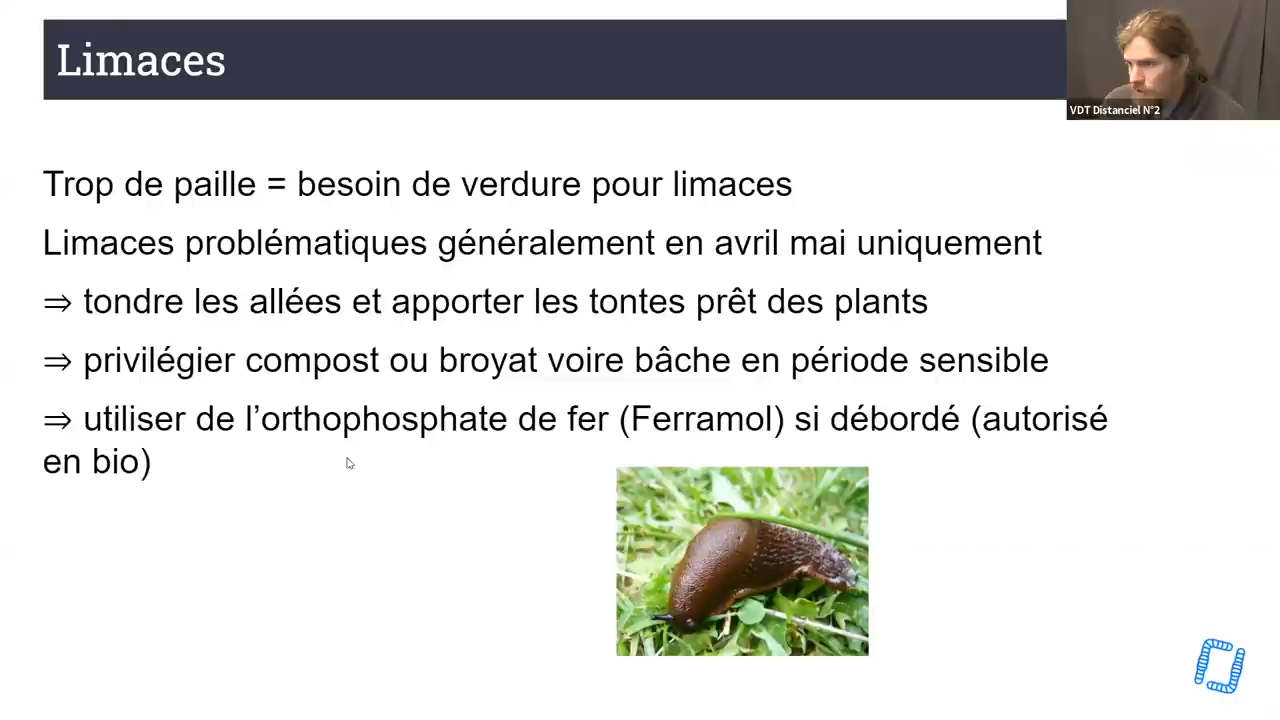 Limaces
VDT Distanciel N°2
Trop de paille = besoin de verdure pour limaces
Limaces problématiques généralement en avril mai uniquement
⇒ tondre les allées et apporter les tontes prêt des plants
⇒ privilégier compost ou broyat voire bâche en période sensible
⇒ utiliser de l’orthophosphate de fer (Ferramol) si débordé (autorisé
en bio)